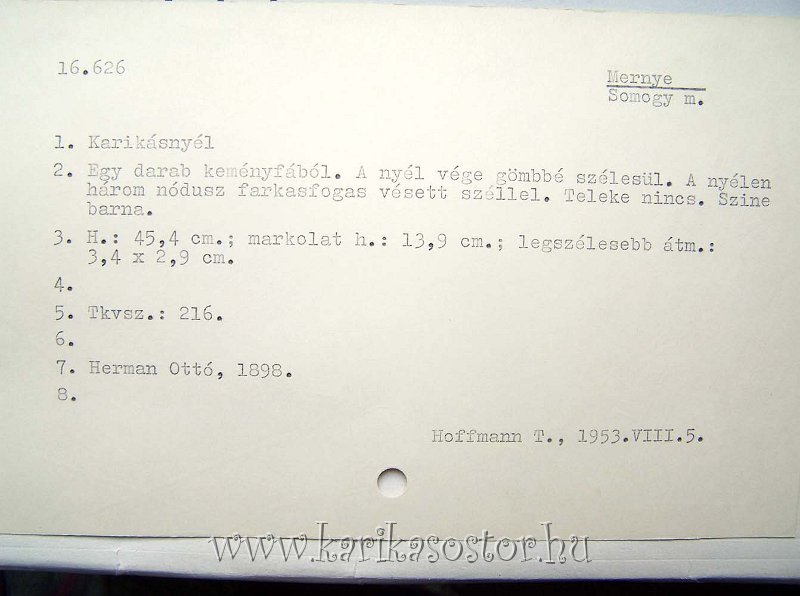 16.626
Mernye
Somogy m.
1. Karikásnyél
2. Egy darab keményfából. A nyél vége gömbbé szélesül. A nyélen
három nódusz farkasfogas vésett széllel. Teleke nincs. Szine
barna.
3. H.: 45,4 cm.; markolat h.: 13,9 cm.; legszélesebb átm.:
3,4 x 2,9 cm.
4.
5. Tkvsz.: 216.
6.
7. Herman Ottó, 1898.
8.
Hoffmann T., 1953.VIII.5.
www.karikasostor.hu